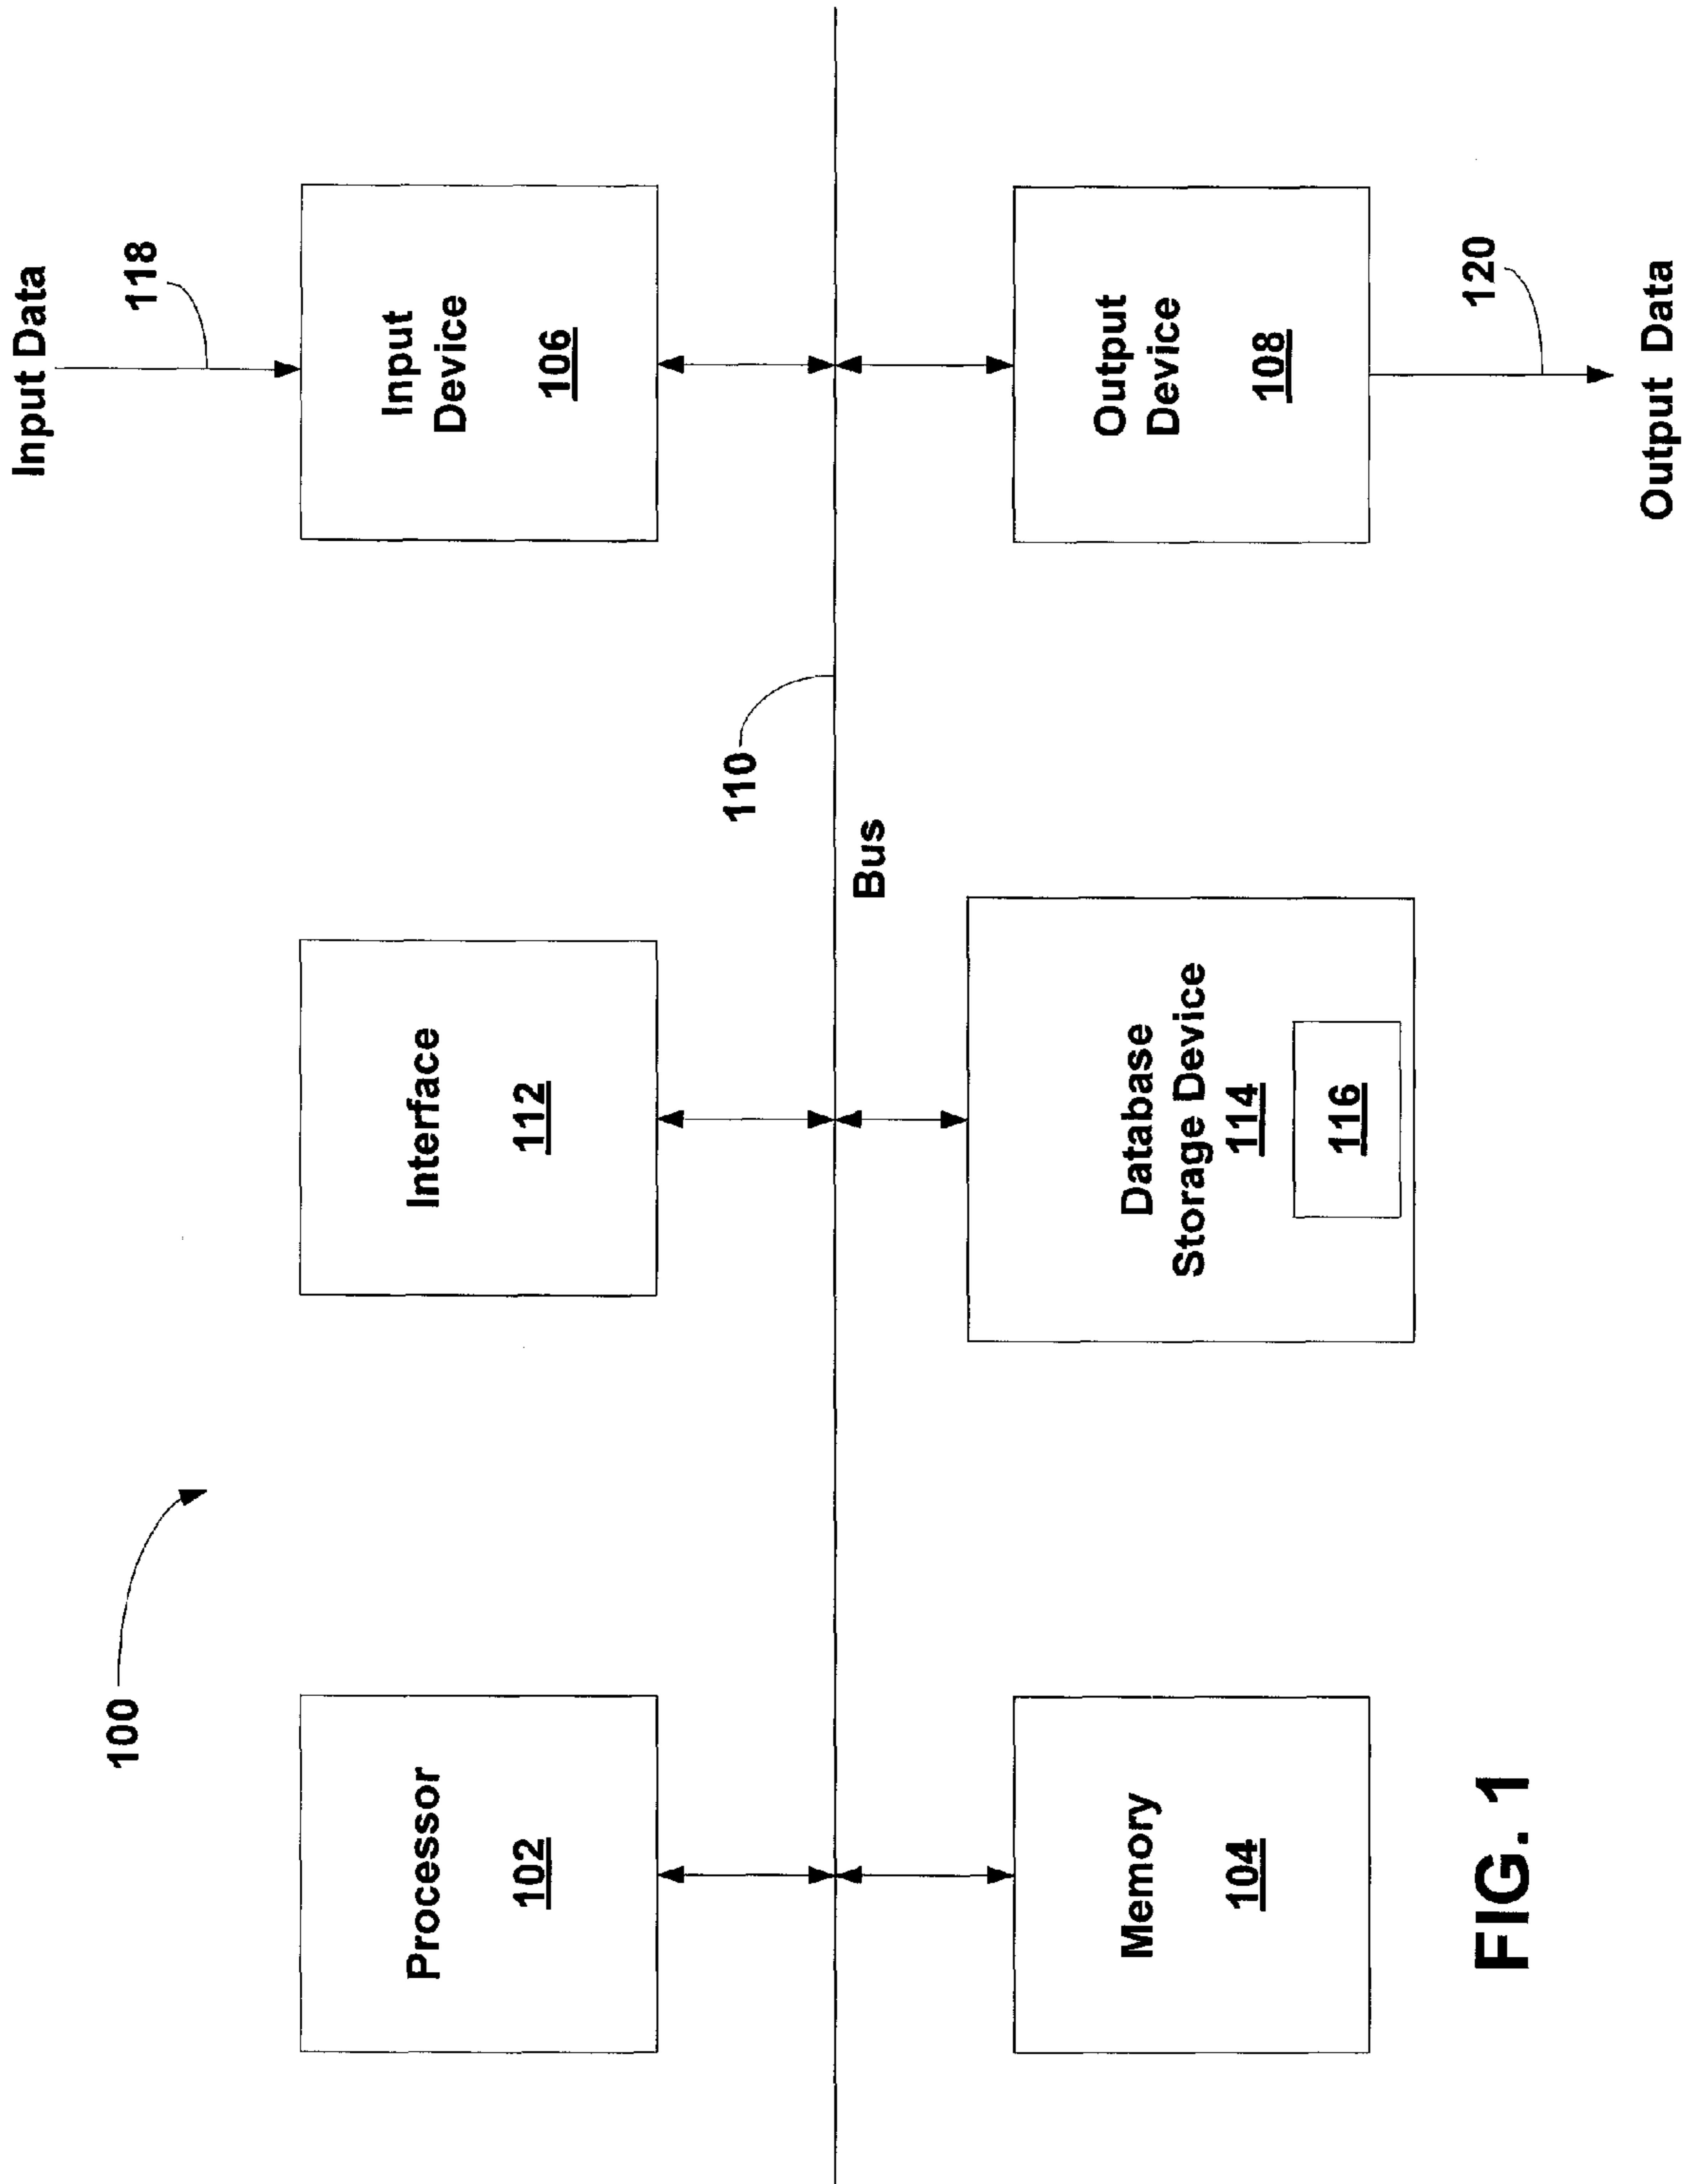 100
Input Data
118
Processor
102
Interface
112
Input
Device
106
110
Bus
Memory
104
Database
Storage Device
114
116
Output
Device
108
120
FIG. 1
Output Data